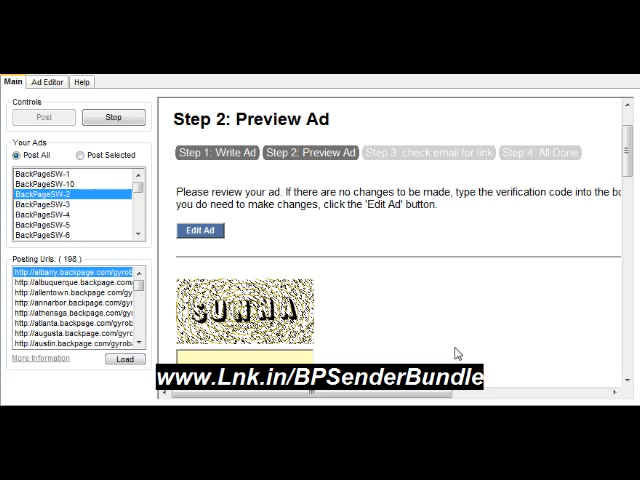 Main Ad Editor Help
Controls
Post Stop
Your Ads
Post All Post Selected
BackPageSW-1
BackPageSW-10
BackPageSW-2
BackPageSW-3
BackPageSW-4
BackPageSW-5
BackPageSW-6
Posting Urls: ( 198 )
http://albany.backpage.com/gyrob
http://albuquerque.backpage.com/
http://allentown.backpage.com/gy
http://annarbor.backpage.com/gyr
http://athensga.backpage.com/gy
http://atlanta.backpage.com/gyrob
http://augusta.backpage.com/gyro
http://austin.backpage.com/gyrob
More Information Load
Step 2: Preview Ad
Step 1: Write Ad Step 2: Preview Ad Step 3: check email for link Step 4: All Done
Please review your ad. If there are no changes to be made, type the verification code into the bo
you do need to make changes, click the 'Edit Ad' button.
Edit Ad
SUNNA
www.Lnk.in/BPSenderBundle